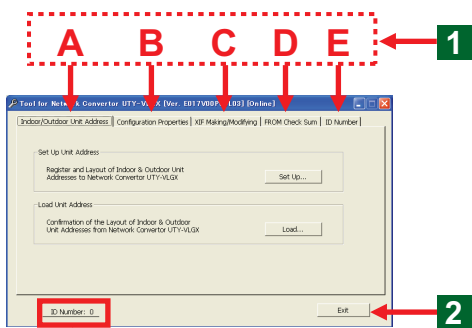 A B C D E
1
Tool for Network Convertor UTY-VLGX [Ver. E017V00P00L03] [Online]
Indoor/Outdoor Unit Address Configuration Properties XIF Making/Modifying FROM Check Sum ID Number
Set Up Unit Address
Register and Layout of Indoor & Outdoor Unit
Addresses to Network Convertor UTY-VLGX
Set Up...
Load Unit Address
Confirmation of the Layout of Indoor & Outdoor
Unit Addresses from Network Convertor UTY-VLGX
Load...
ID Number: 0
Exit
2